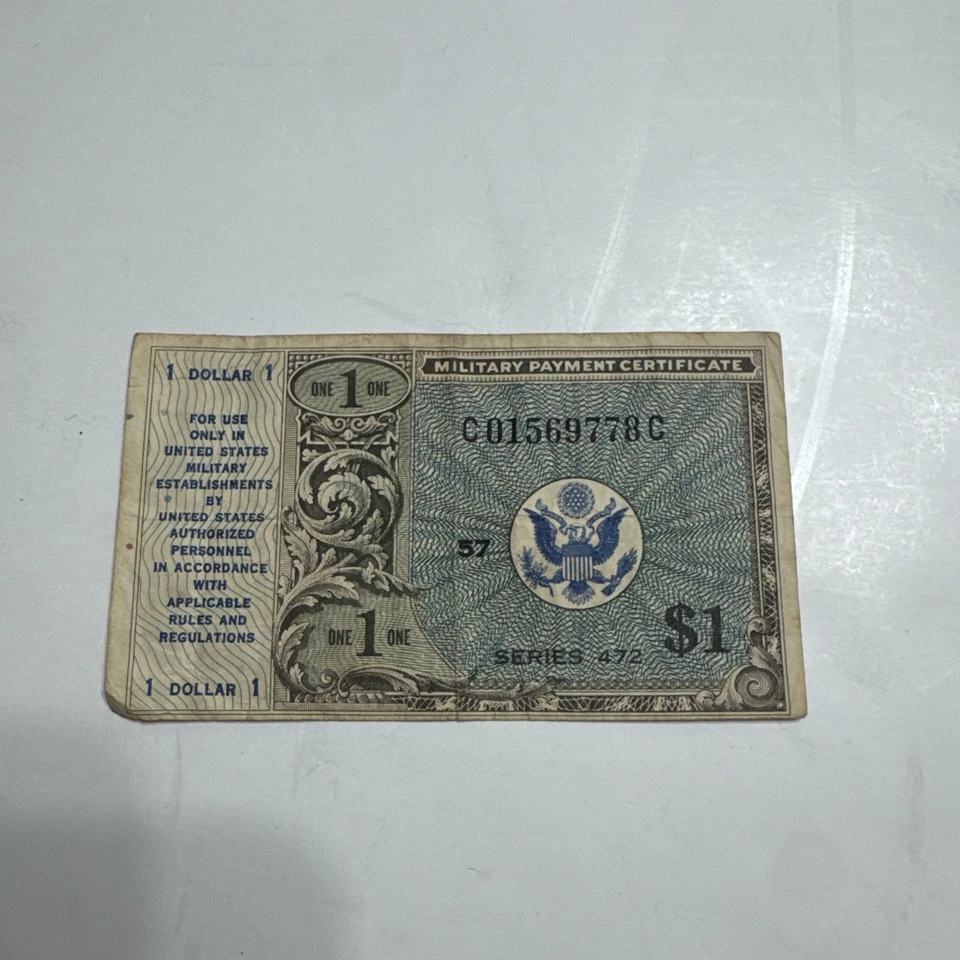 1 DOLLAR 1
FOR USE
ONLY IN
UNITED STATES
MILITARY
ESTABLISHMENTS
BY
UNITED STATES
AUTHORIZED
PERSONNEL
IN ACCORDANCE
WITH
APPLICABLE
RULES AND
REGULATIONS
1 DOLLAR 1
ONE 1 ONE
ONE 1 ONE
MILITARY PAYMENT CERTIFICATE
C01569778C
57
$1
SERIES 472